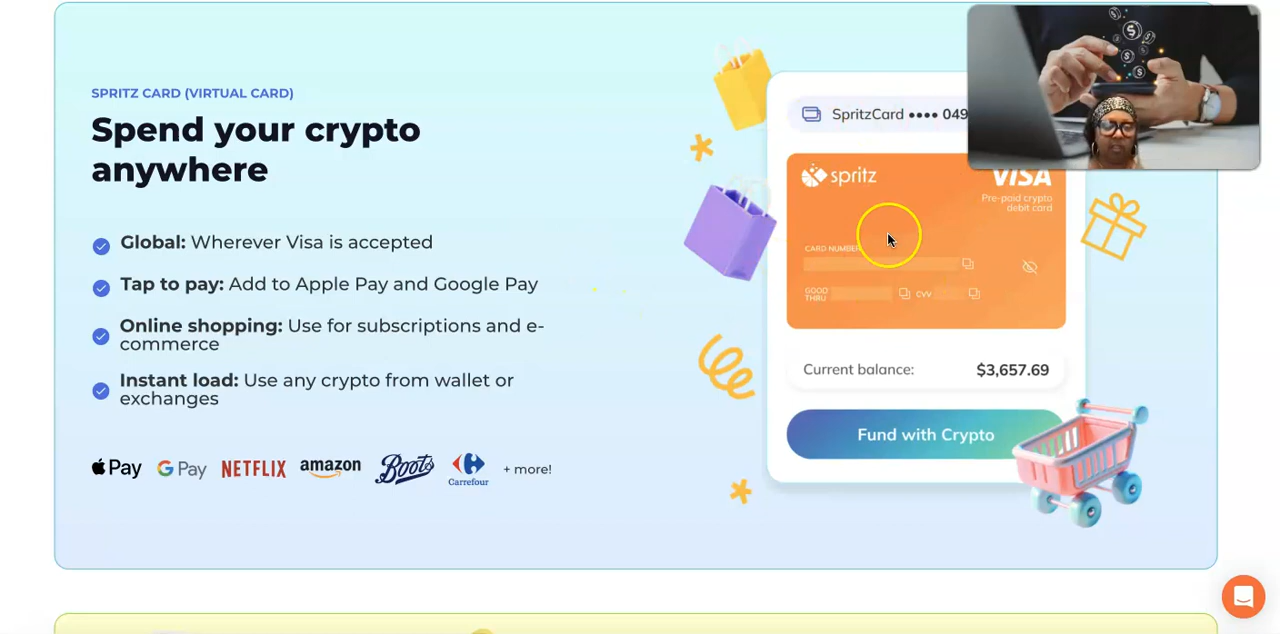 SPRITZ CARD (VIRTUAL CARD)
Spend your crypto
anywhere
Global: Wherever Visa is accepted
Tap to pay: Add to Apple Pay and Google Pay
Online shopping: Use for subscriptions and e-
commerce
Instant load: Use any crypto from wallet or
exchanges
Pay G Pay NETFLIX amazon Boots Carrefour + more!
SpritzCard •••• 049
spritz VISA
Pre-paid crypto
debit card
CARD NUMBER
GOOD
THRU CVV
Current balance: $3,657.69
Fund with Crypto